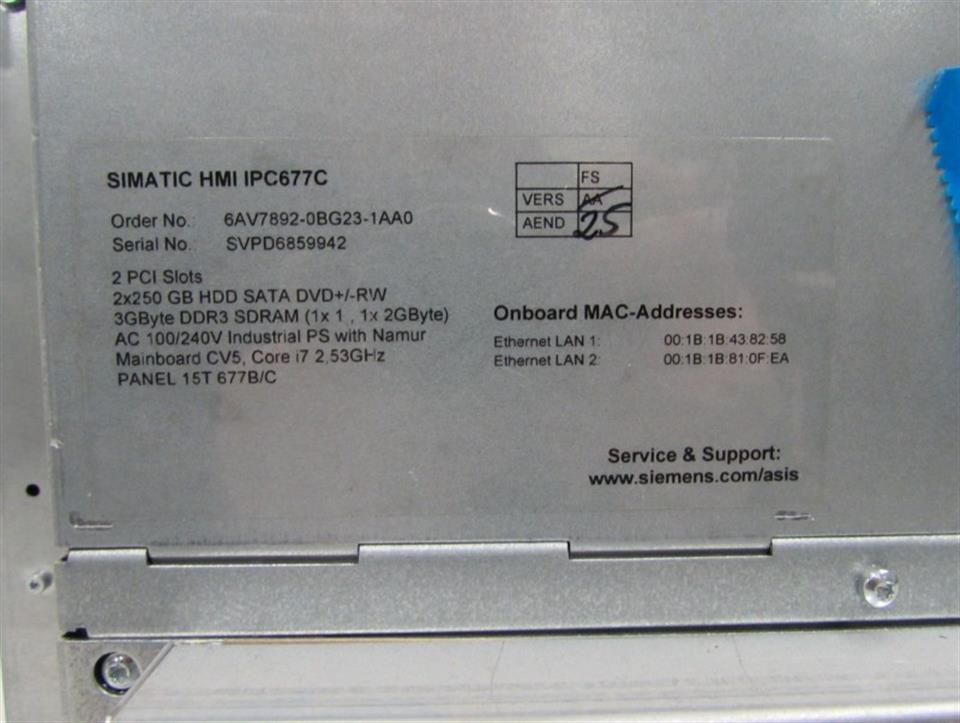 SIMATIC HMI IPC677C
Order No.: 6AV7892-0BG23-1AA0
Serial No.: SVPD6859942
2 PCI Slots
2x250 GB HDD SATA DVD+/-RW
3GByte DDR3 SDRAM (1x 1 , 1x 2GByte)
AC 100/240V Industrial PS with Namur
Mainboard CV5, Core i7 2,53GHz
PANEL 15T 677B/C
FS
VERS AA
AEND 25
Onboard MAC-Addresses:
Ethernet LAN 1: 00:1B:1B:43:82:58
Ethernet LAN 2: 00:1B:1B:81:0F:EA
Service & Support:
www.siemens.com/asis